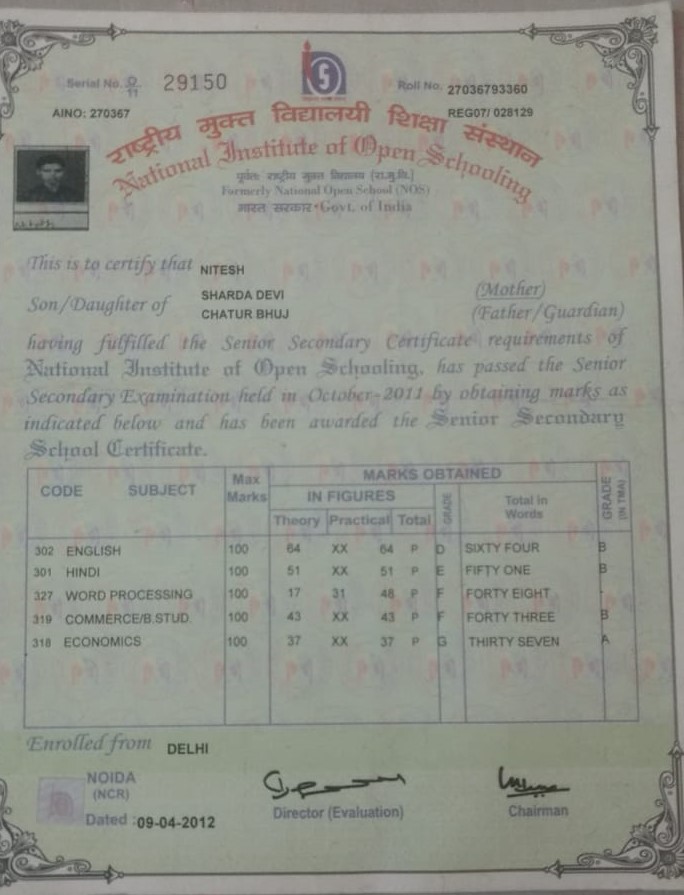 Serial No. S/11 29150
Roll No. 27036793360
AINO: 270367
REG07/ 028129
राष्ट्रीय मुक्त विद्यालयी शिक्षा संस्थान
National Institute of Open Schooling
पूर्वतः राष्ट्रीय मुक्त विद्यालय (रा.मु.वि.)
Formerly National Open School (NOS)
भारत सरकार•Govt. of India
This is to certify that NITESH
Son/Daughter of SHARDA DEVI (Mother)
CHATUR BHUJ (Father/Guardian)
having fulfilled the Senior Secondary Certificate requirements of
National Institute of Open Schooling, has passed the Senior
Secondary Examination held in October-2011 by obtaining marks as
indicated below and has been awarded the Senior Secondary
School Certificate.
CODE SUBJECT Max Marks MARKS OBTAINED GRADE (IN TMA)
IN FIGURES GRADE Total in Words
Theory Practical Total
302 ENGLISH 100 64 XX 64 P D SIXTY FOUR B
301 HINDI 100 51 XX 51 P E FIFTY ONE B
327 WORD PROCESSING 100 17 31 48 P F FORTY EIGHT -
319 COMMERCE/B.STUD. 100 43 XX 43 P F FORTY THREE B
318 ECONOMICS 100 37 XX 37 P G THIRTY SEVEN A
Enrolled from DELHI
NOIDA
(NCR)
Dated :09-04-2012
Director (Evaluation)
Chairman